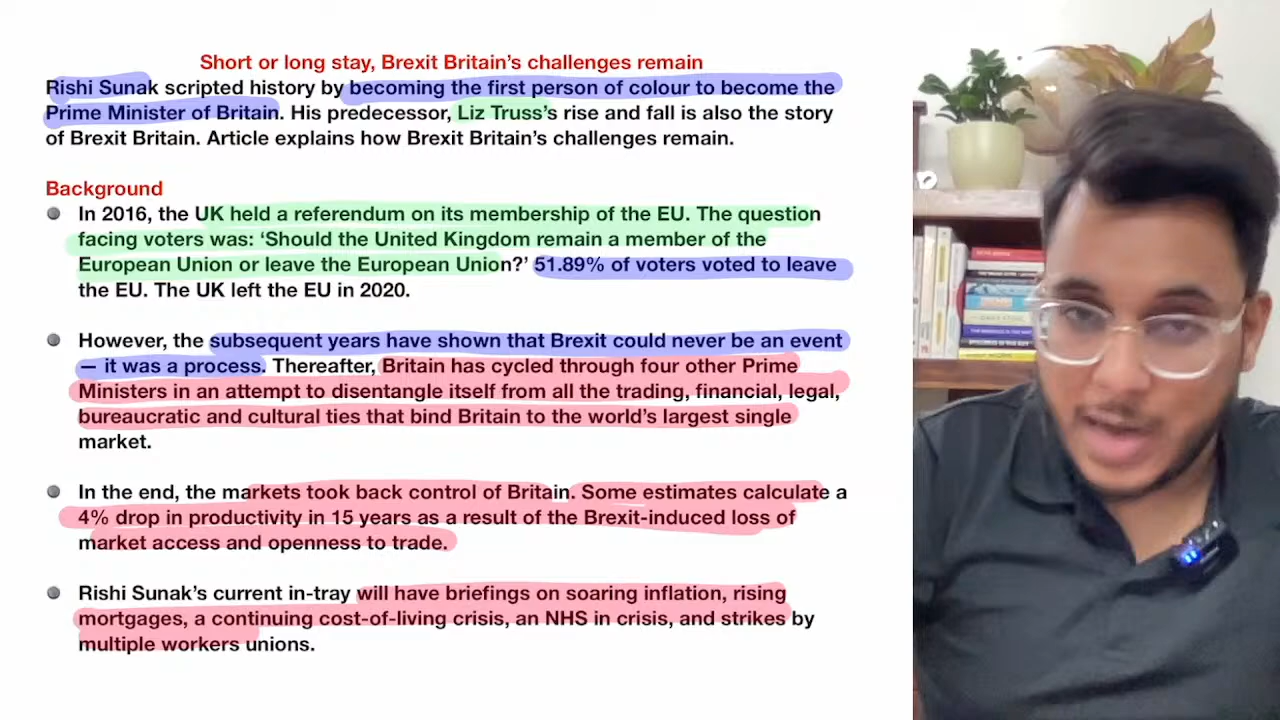 Short or long stay, Brexit Britain's challenges remain
Rishi Sunak scripted history by becoming the first person of colour to become the
Prime Minister of Britain. His predecessor, Liz Truss's rise and fall is also the story
of Brexit Britain. Article explains how Brexit Britain's challenges remain.
Background
In 2016, the UK held a referendum on its membership of the EU. The question
facing voters was: 'Should the United Kingdom remain a member of the
European Union or leave the European Union?' 51.89% of voters voted to leave
the EU. The UK left the EU in 2020.
However, the subsequent years have shown that Brexit could never be an event
— it was a process. Thereafter, Britain has cycled through four other Prime
Ministers in an attempt to disentangle itself from all the trading, financial, legal,
bureaucratic and cultural ties that bind Britain to the world's largest single
market.
In the end, the markets took back control of Britain. Some estimates calculate a
4% drop in productivity in 15 years as a result of the Brexit-induced loss of
market access and openness to trade.
Rishi Sunak's current in-tray will have briefings on soaring inflation, rising
mortgages, a continuing cost-of-living crisis, an NHS in crisis, and strikes by
multiple workers unions.